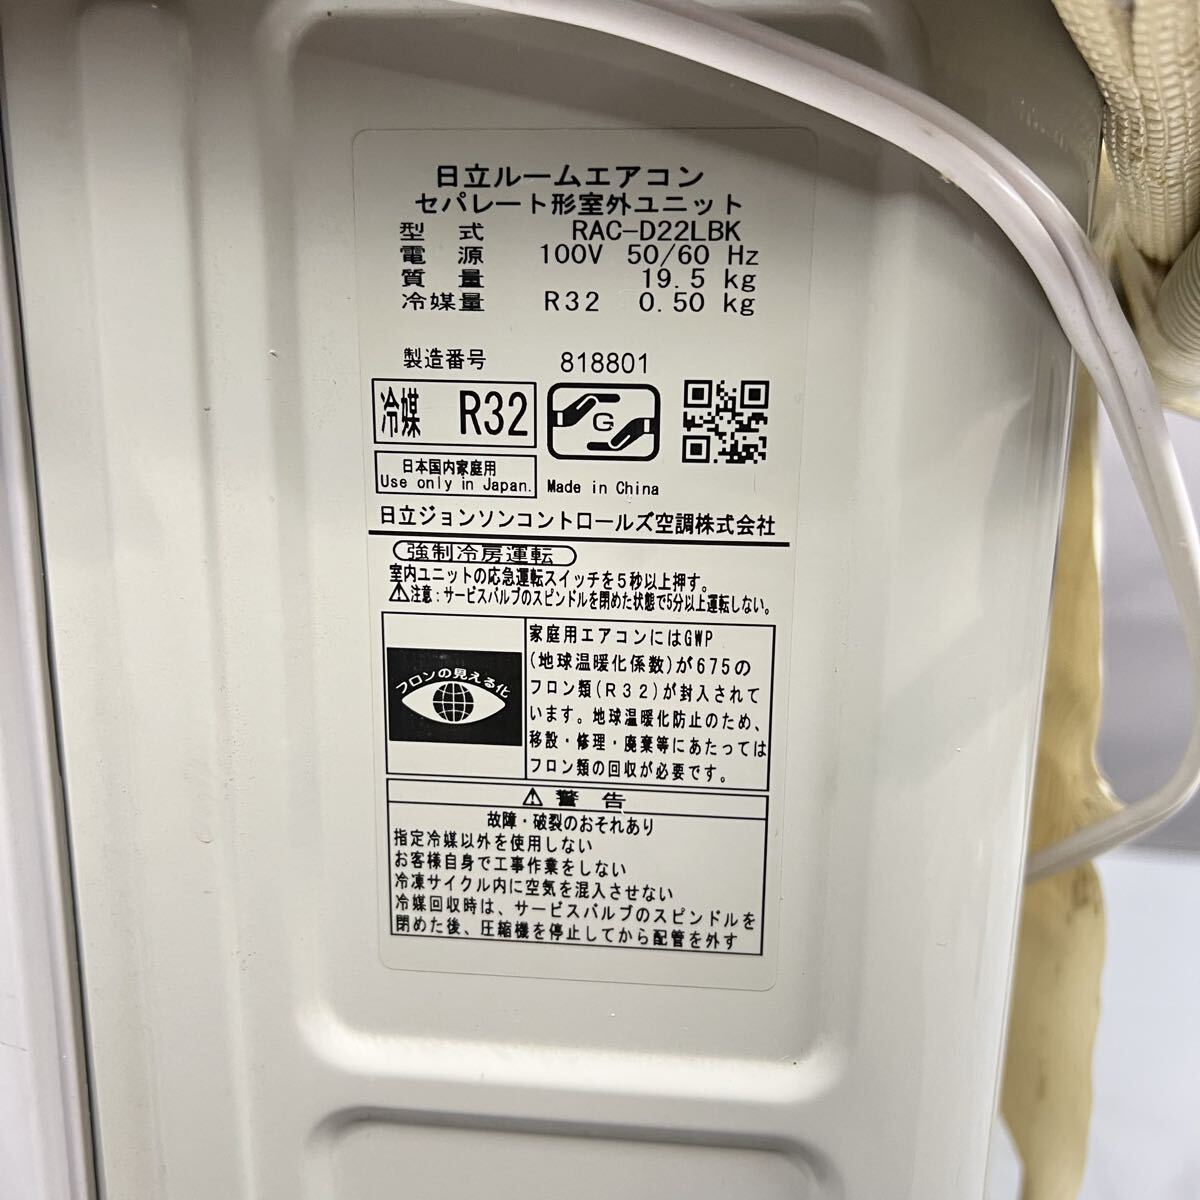 日立ルームエアコン
セパレート形室外ユニット
型 式 RAC-D22LBK
電 源 100V 50/60 Hz
質 量 19.5 kg
冷媒量 R32 0.50 kg
製造番号 818801
冷媒 R32
G
日本国内家庭用
Use only in Japan.
Made in China
日立ジョンソンコントロールズ空調株式会社
強制冷房運転
室内ユニットの応急運転スイッチを5秒以上押す。
⚠注意:サービスバルブのスピンドルを閉めた状態で5分以上運転しない。
フロンの見える化
家庭用エアコンにはGWP
(地球温暖化係数)が675の
フロン類(R32)が封入されて
います。地球温暖化防止のため、
移設・修理・廃棄等にあたっては
フロン類の回収が必要です。
⚠警 告
故障・破裂のおそれあり
指定冷媒以外を使用しない
お客様自身で工事作業をしない
冷凍サイクル内に空気を混入させない
冷媒回収時は、サービスバルブのスピンドルを
閉めた後、圧縮機を停止してから配管を外す